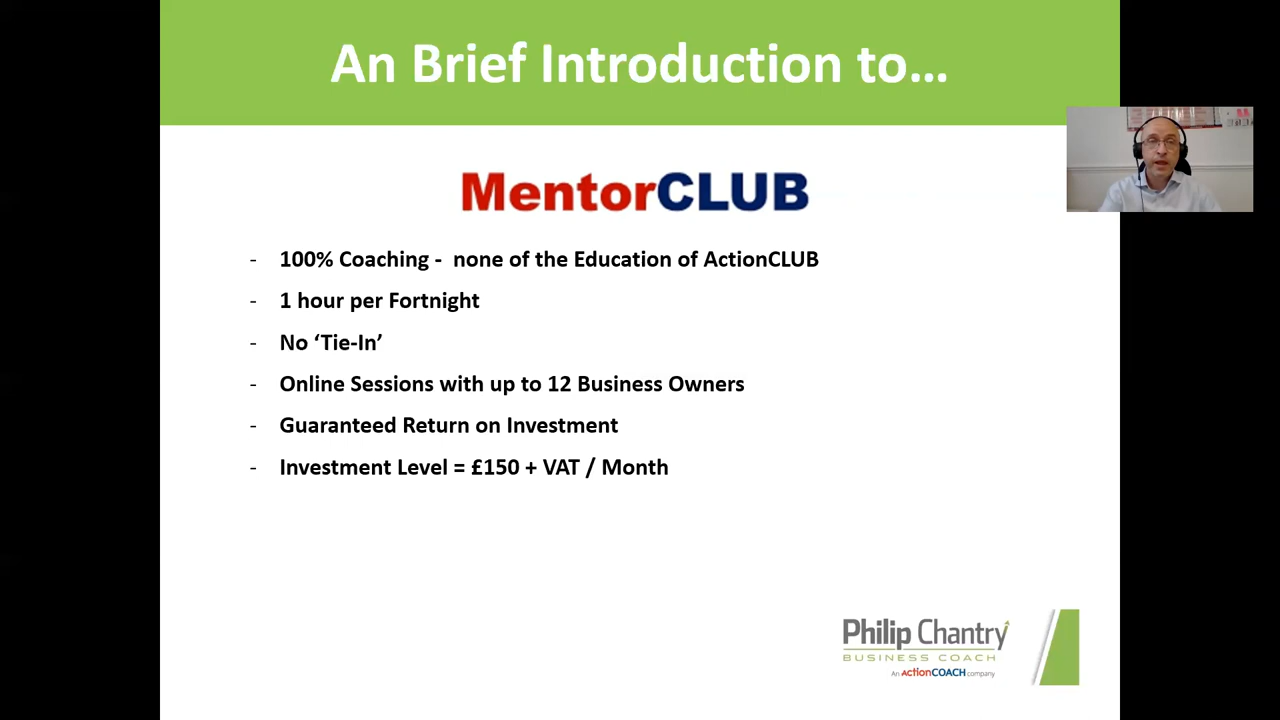 An Brief Introduction to...
MentorCLUB
- 100% Coaching - none of the Education of ActionCLUB
- 1 hour per Fortnight
- No ‘Tie-In’
- Online Sessions with up to 12 Business Owners
- Guaranteed Return on Investment
- Investment Level = £150 + VAT / Month
Philip Chantry
BUSINESS COACH
An ActionCOACH company